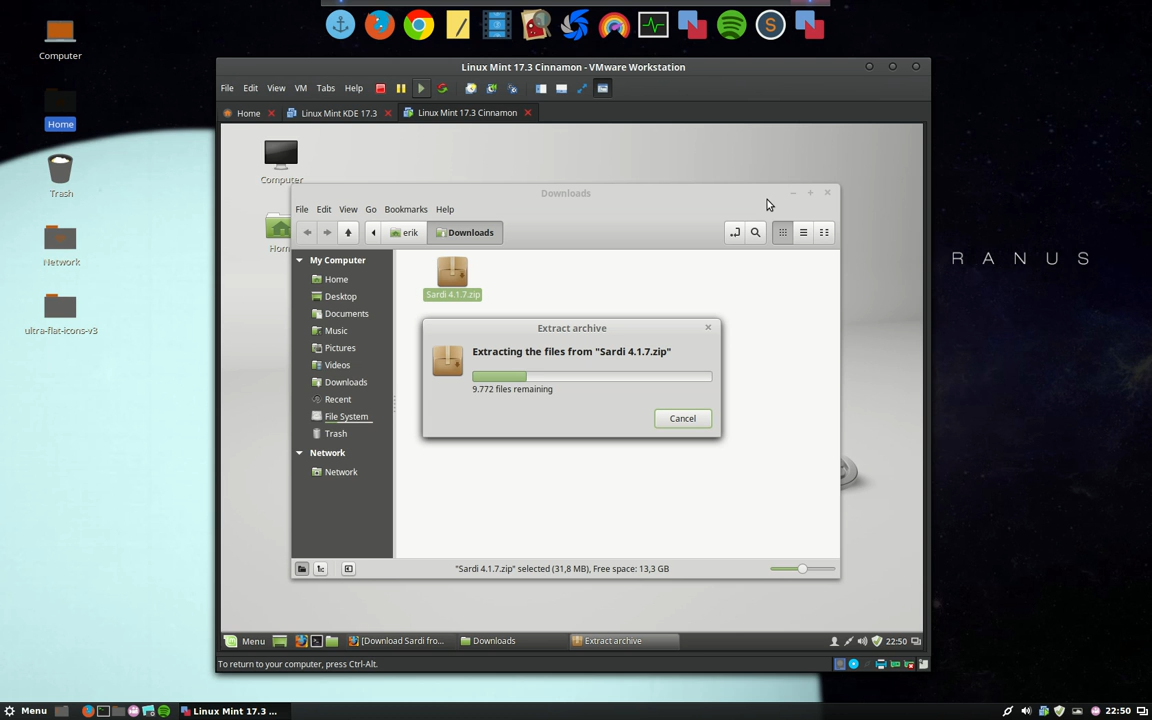 Computer
Home
Trash
Network
ultra-flat-icons-v3
RANUS
Linux Mint 17.3 Cinnamon - VMware Workstation
File Edit View VM Tabs Help
Home Linux Mint KDE 17.3 Linux Mint 17.3 Cinnamon
Computer
Hom
Downloads
File Edit View Go Bookmarks Help
erik Downloads
My Computer
Home
Desktop
Documents
Music
Pictures
Videos
Downloads
Recent
File System
Trash
Network
Network
Sardi 4.1.7.zip
Extract archive
Extracting the files from "Sardi 4.1.7.zip"
9.772 files remaining
Cancel
"Sardi 4.1.7.zip" selected (31,8 MB), Free space: 13,3 GB
Menu [Download Sardi fro... Downloads Extract archive 22:50
To return to your computer, press Ctrl-Alt.
Menu Linux Mint 17.3 ... 22:50